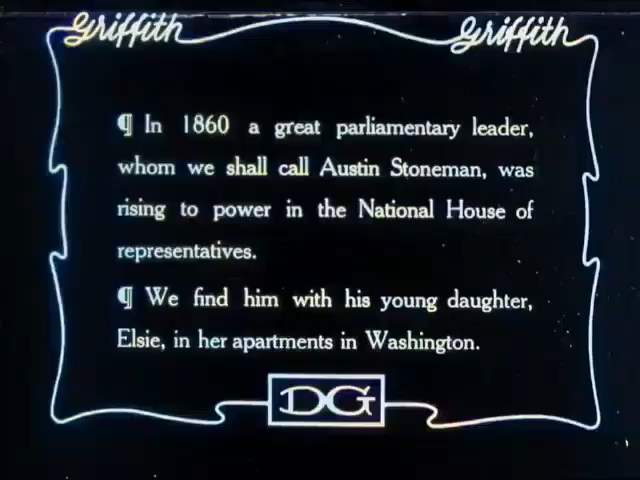 Griffith Griffith
¶ In 1860 a great parliamentary leader,
whom we shall call Austin Stoneman, was
rising to power in the National House of
representatives.
¶ We find him with his young daughter,
Elsie, in her apartments in Washington.
DG